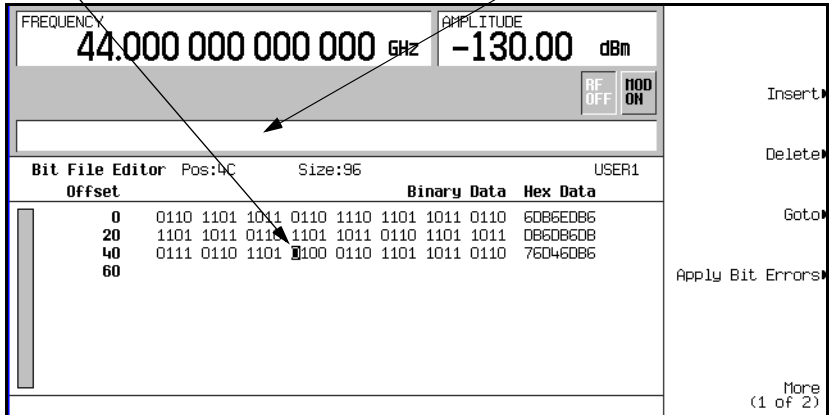 FREQUENCY
44.000 000 000 000 GHz
AMPLITUDE
-130.00 dBm
RF OFF
MOD ON
Insert
Delete
Goto
Apply Bit Errors
More
(1 of 2)
Bit File Editor Pos:4C Size:96 USER1
Offset Binary Data Hex Data
0 0110 1101 1011 0110 1110 1101 1011 0110 6DB6EDB6
20 1101 1011 0110 1101 1011 0110 1101 1011 DB6DB6DB
40 0111 0110 1101 0100 0110 1101 1011 0110 76D46DB6
60